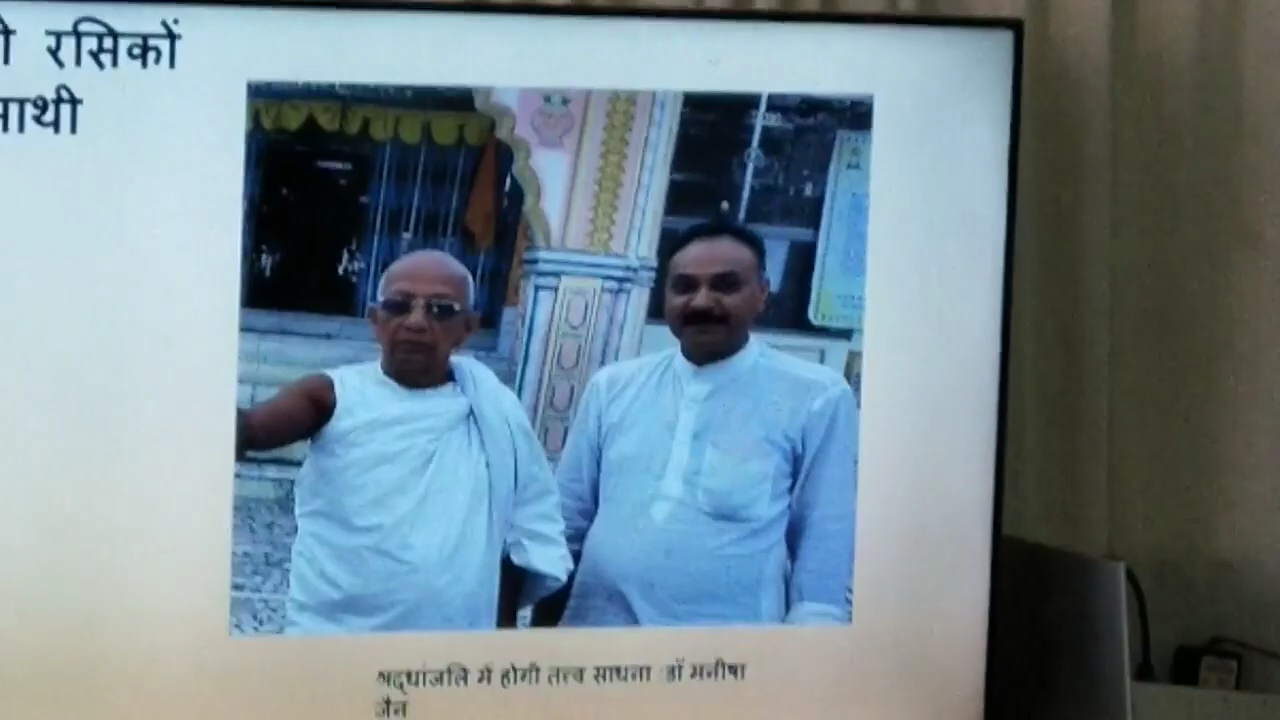 रसिकों
साथी
श्रद्धांजलि में होगी तत्त्व साधना :डॉ मनीषा
जैन